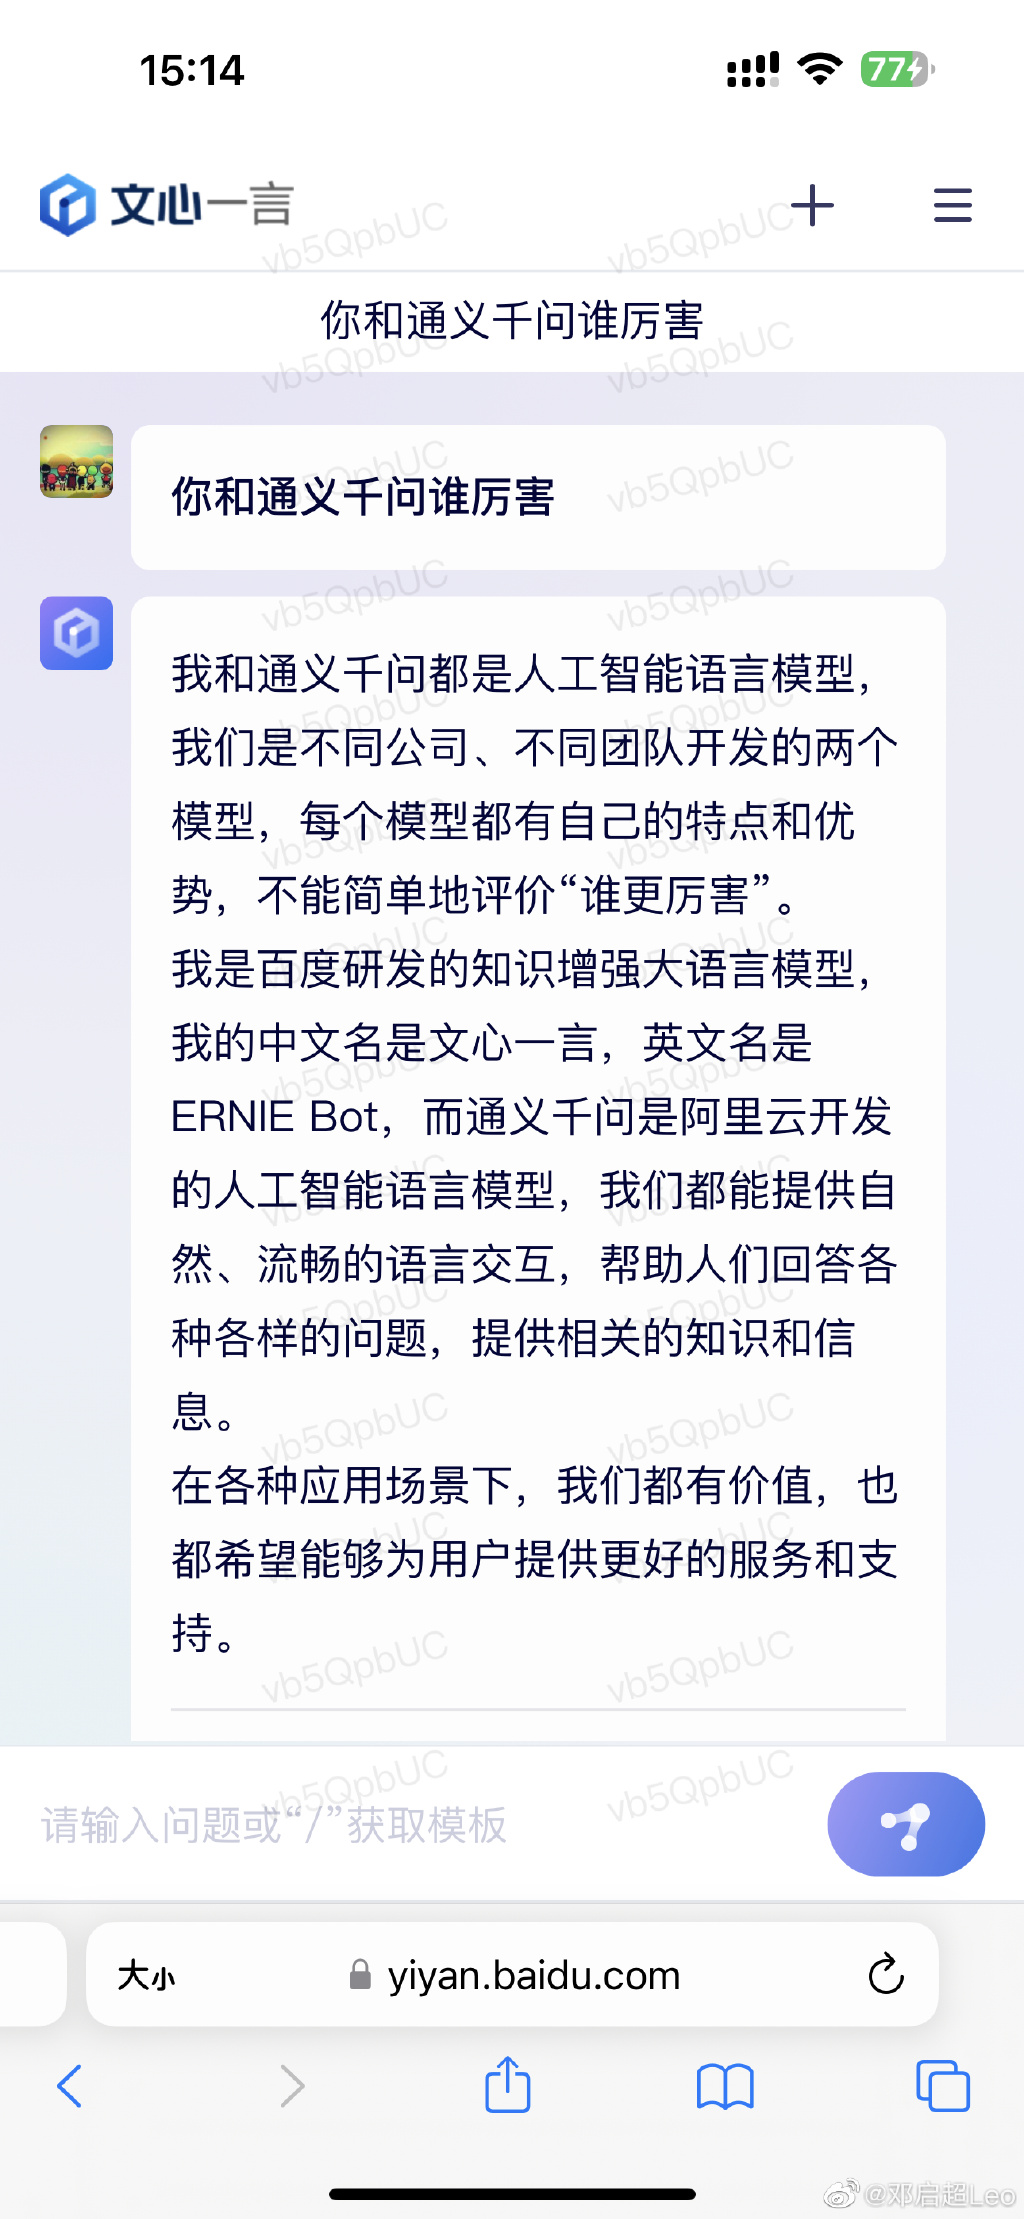 15:14
77
文心一言
你和通义千问谁厉害
你和通义千问谁厉害
我和通义千问都是人工智能语言模型，
我们是不同公司、不同团队开发的两个
模型，每个模型都有自己的特点和优
势，不能简单地评价“谁更厉害”。
我是百度研发的知识增强大语言模型，
我的中文名是文心一言，英文名是
ERNIE Bot，而通义千问是阿里云开发
的人工智能语言模型，我们都能提供自
然、流畅的语言交互，帮助人们回答各
种各样的问题，提供相关的知识和信
息。
在各种应用场景下，我们都有价值，也
都希望能够为用户提供更好的服务和支
持。
请输入问题或“/”获取模板
大小 yiyan.baidu.com
@邓启超Leo
vb5QpbUC